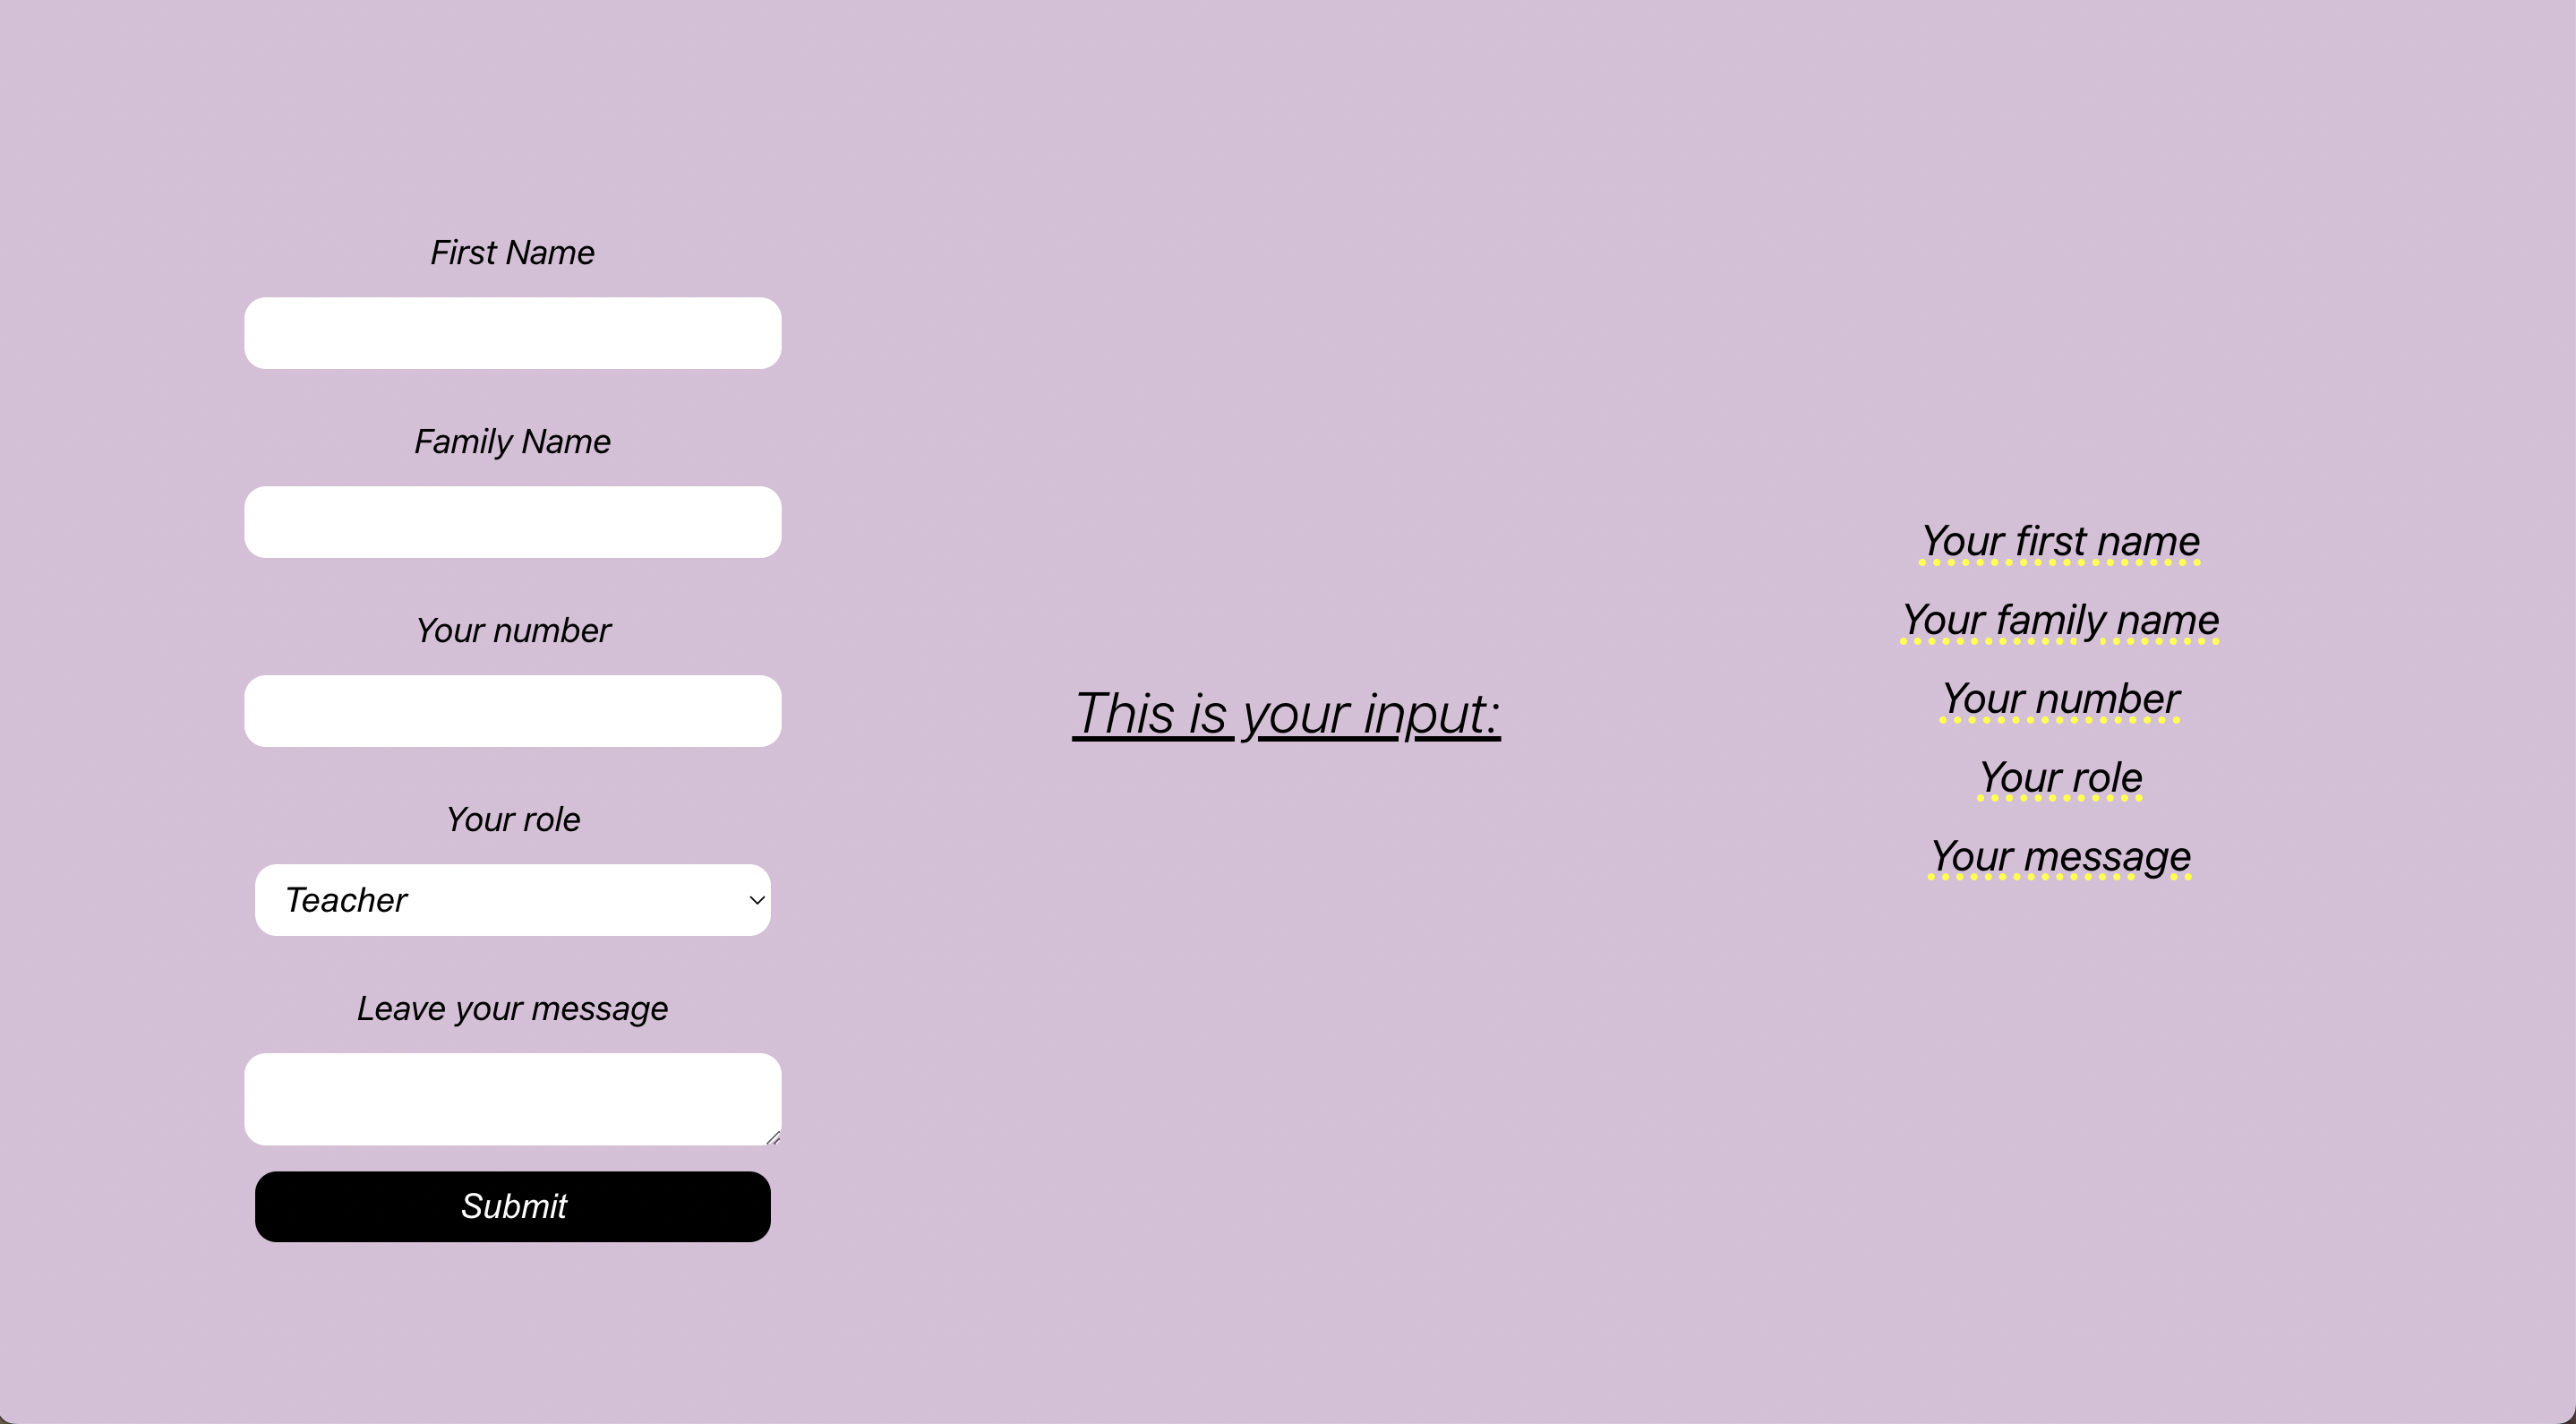 First Name
Family Name
Your number
Your role
Teacher
Leave your message
Submit
This is your input:
Your first name
Your family name
Your number
Your role
Your message